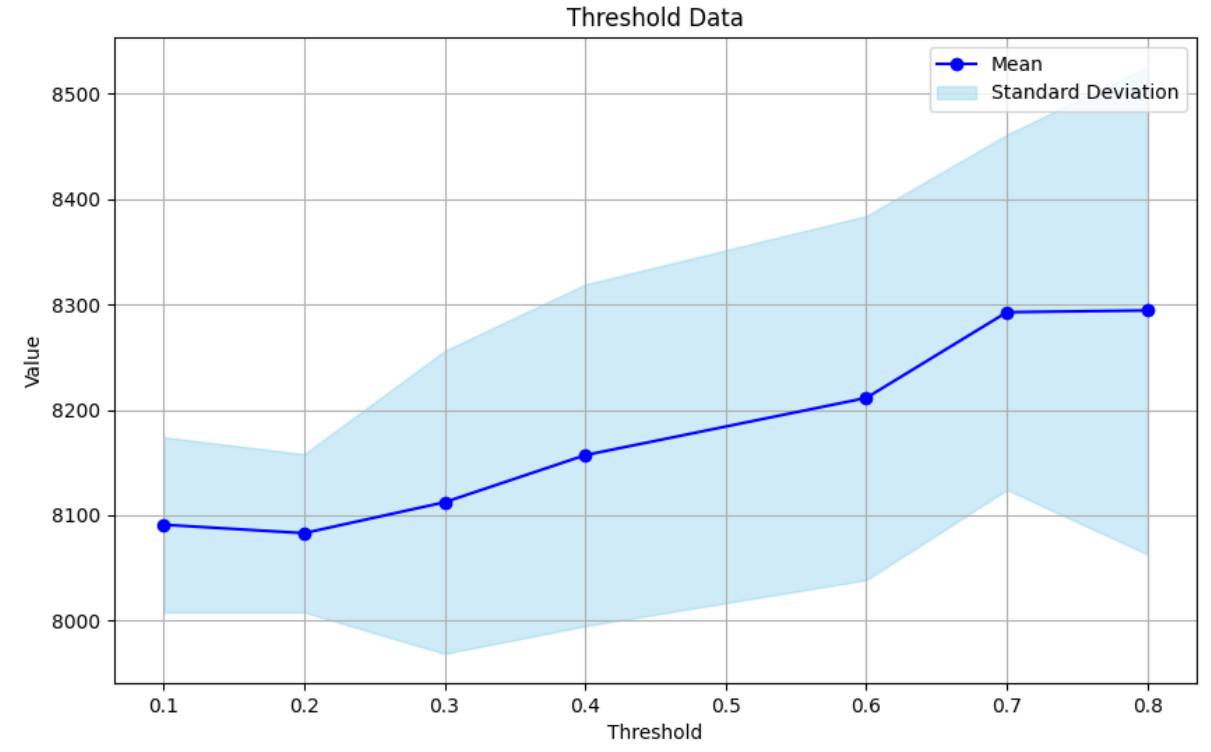 Threshold Data
Mean
Standard Deviation
Value
8500
8400
8300
8200
8100
8000
0.1 0.2 0.3 0.4 0.5 0.6 0.7 0.8
Threshold